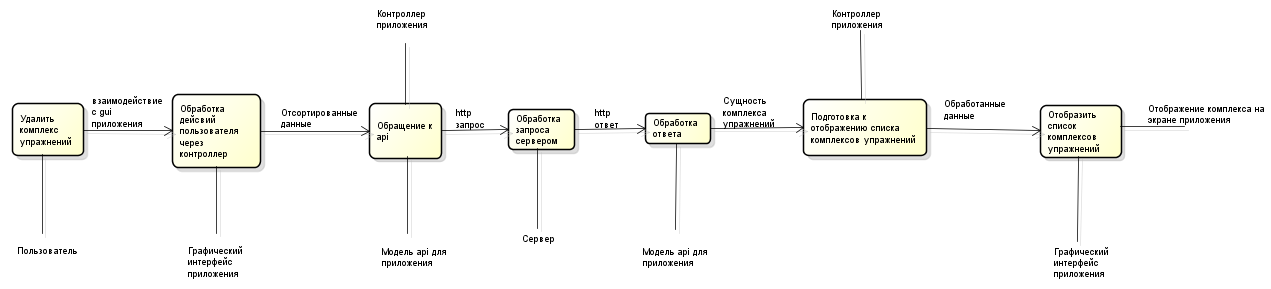 Контроллер
приложения
Контроллер
приложения
Удалить
комплекс
упражнений
взаимодействие
с gui
приложения
Обработка
дейсвий
пользователя
через
контроллер
Отсортированные
данные
Обращение к
api
http
запрос
Обработка
запроса
сервером
http
ответ
Обработка
ответа
Сущность
комплекса
упражнений
Подготовка к
отображению списка
комплексов упражнений
Обработанные
данные
Отобразить
список
комплексов
упражнений
Отображение комплекса на
экране приложения
Пользователь
Графический
интерфейс
приложения
Модель api для
приложения
Сервер
Модель api для
приложения
Графический
интерфейс
приложения